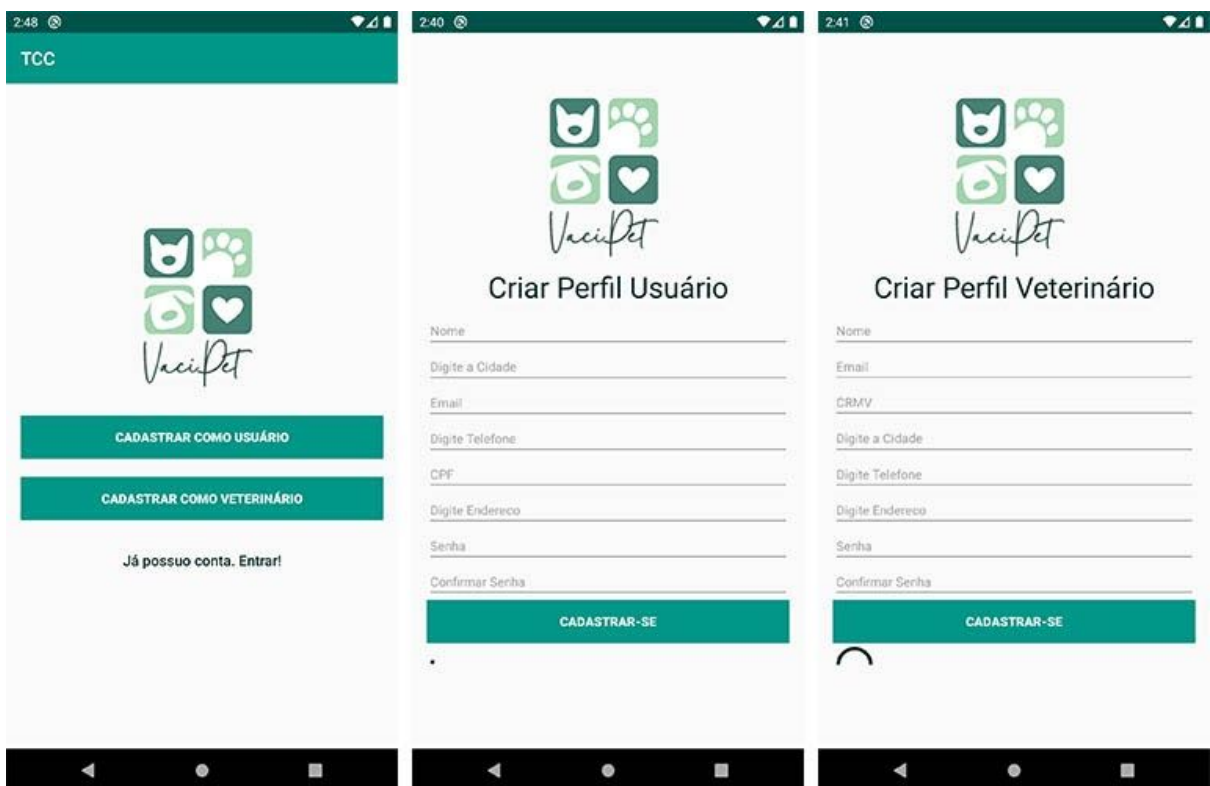 2:48
TCC
VaciPet
CADASTRAR COMO USUÁRIO
CADASTRAR COMO VETERINÁRIO
Já possuo conta. Entrar!
2:40
VaciPet
Criar Perfil Usuário
Nome
Digite a Cidade
Email
Digite Telefone
CPF
Digite Endereco
Senha
Confirmar Senha
CADASTRAR-SE
2:41
VaciPet
Criar Perfil Veterinário
Nome
Email
CRMV
Digite a Cidade
Digite Telefone
Digite Endereco
Senha
Confirmar Senha
CADASTRAR-SE